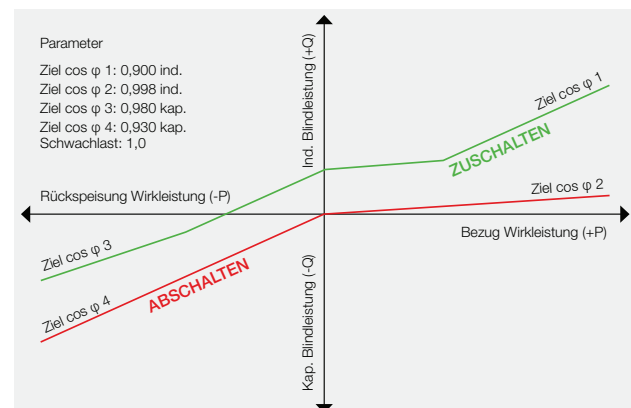 Parameter
Ziel cos φ 1: 0,900 ind.
Ziel cos φ 2: 0,998 ind.
Ziel cos φ 3: 0,980 kap.
Ziel cos φ 4: 0,930 kap.
Schwachlast: 1,0
Ind. Blindleistung (+Q)
Ziel cos φ 1
ZUSCHALTEN
Ziel cos φ 2
Rückspeisung Wirkleistung (-P)
Bezug Wirkleistung (+P)
Ziel cos φ 3
ABSCHALTEN
Ziel cos φ 4
Kap. Blindleistung (-Q)